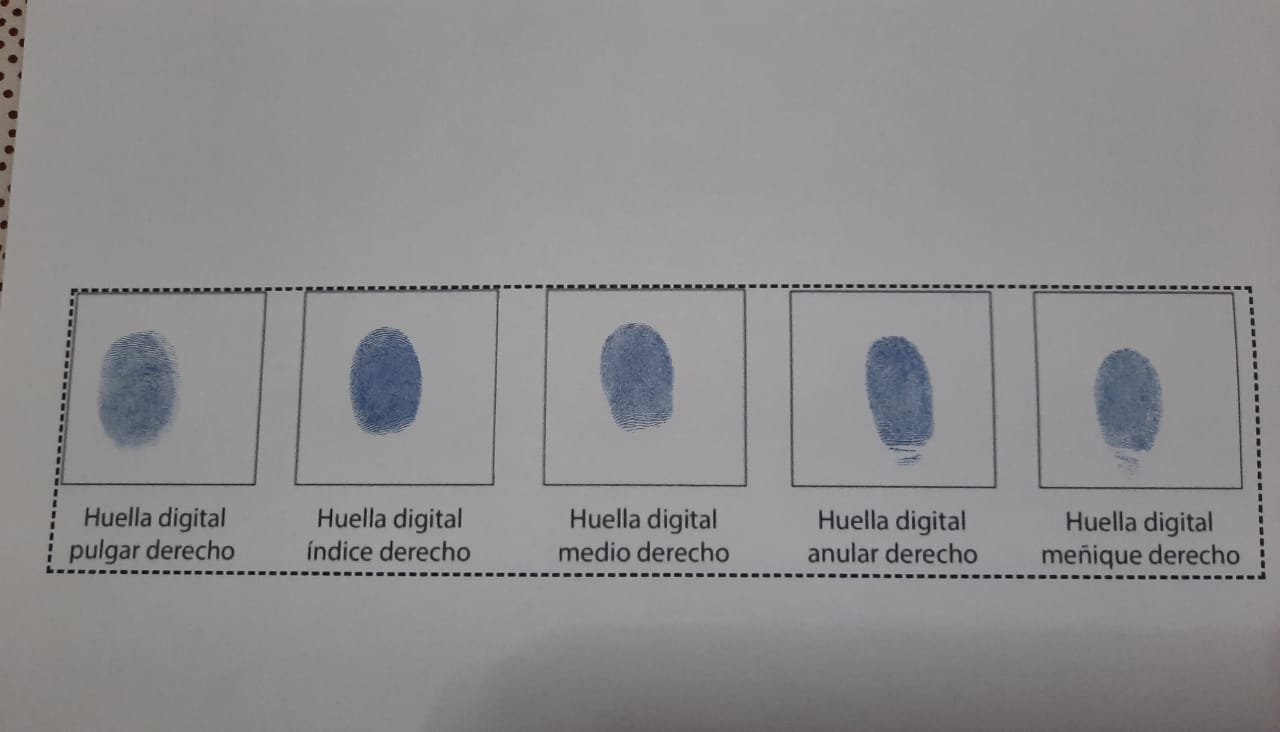 Huella digital
pulgar derecho
Huella digital
índice derecho
Huella digital
medio derecho
Huella digital
anular derecho
Huella digital
meñique derecho